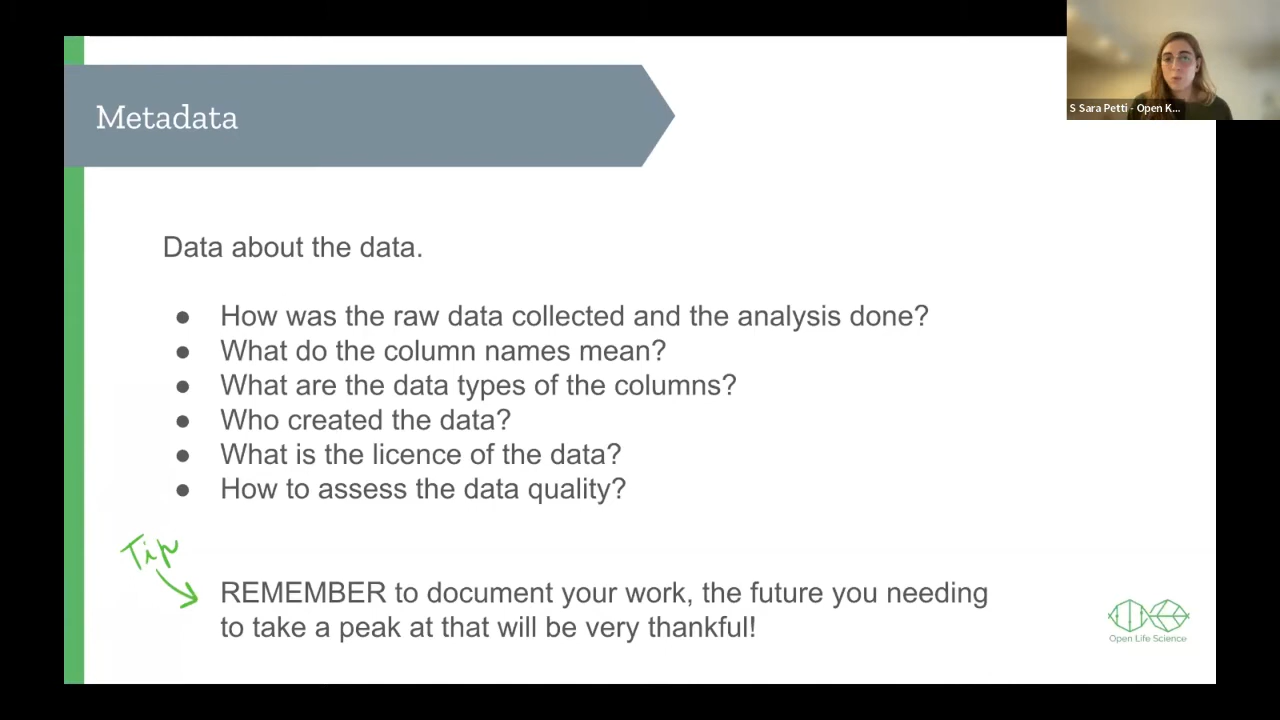 S Sara Petti - Open K...
Metadata
Data about the data.
● How was the raw data collected and the analysis done?
● What do the column names mean?
● What are the data types of the columns?
● Who created the data?
● What is the licence of the data?
● How to assess the data quality?
Tip
REMEMBER to document your work, the future you needing
to take a peak at that will be very thankful!
Open Life Science